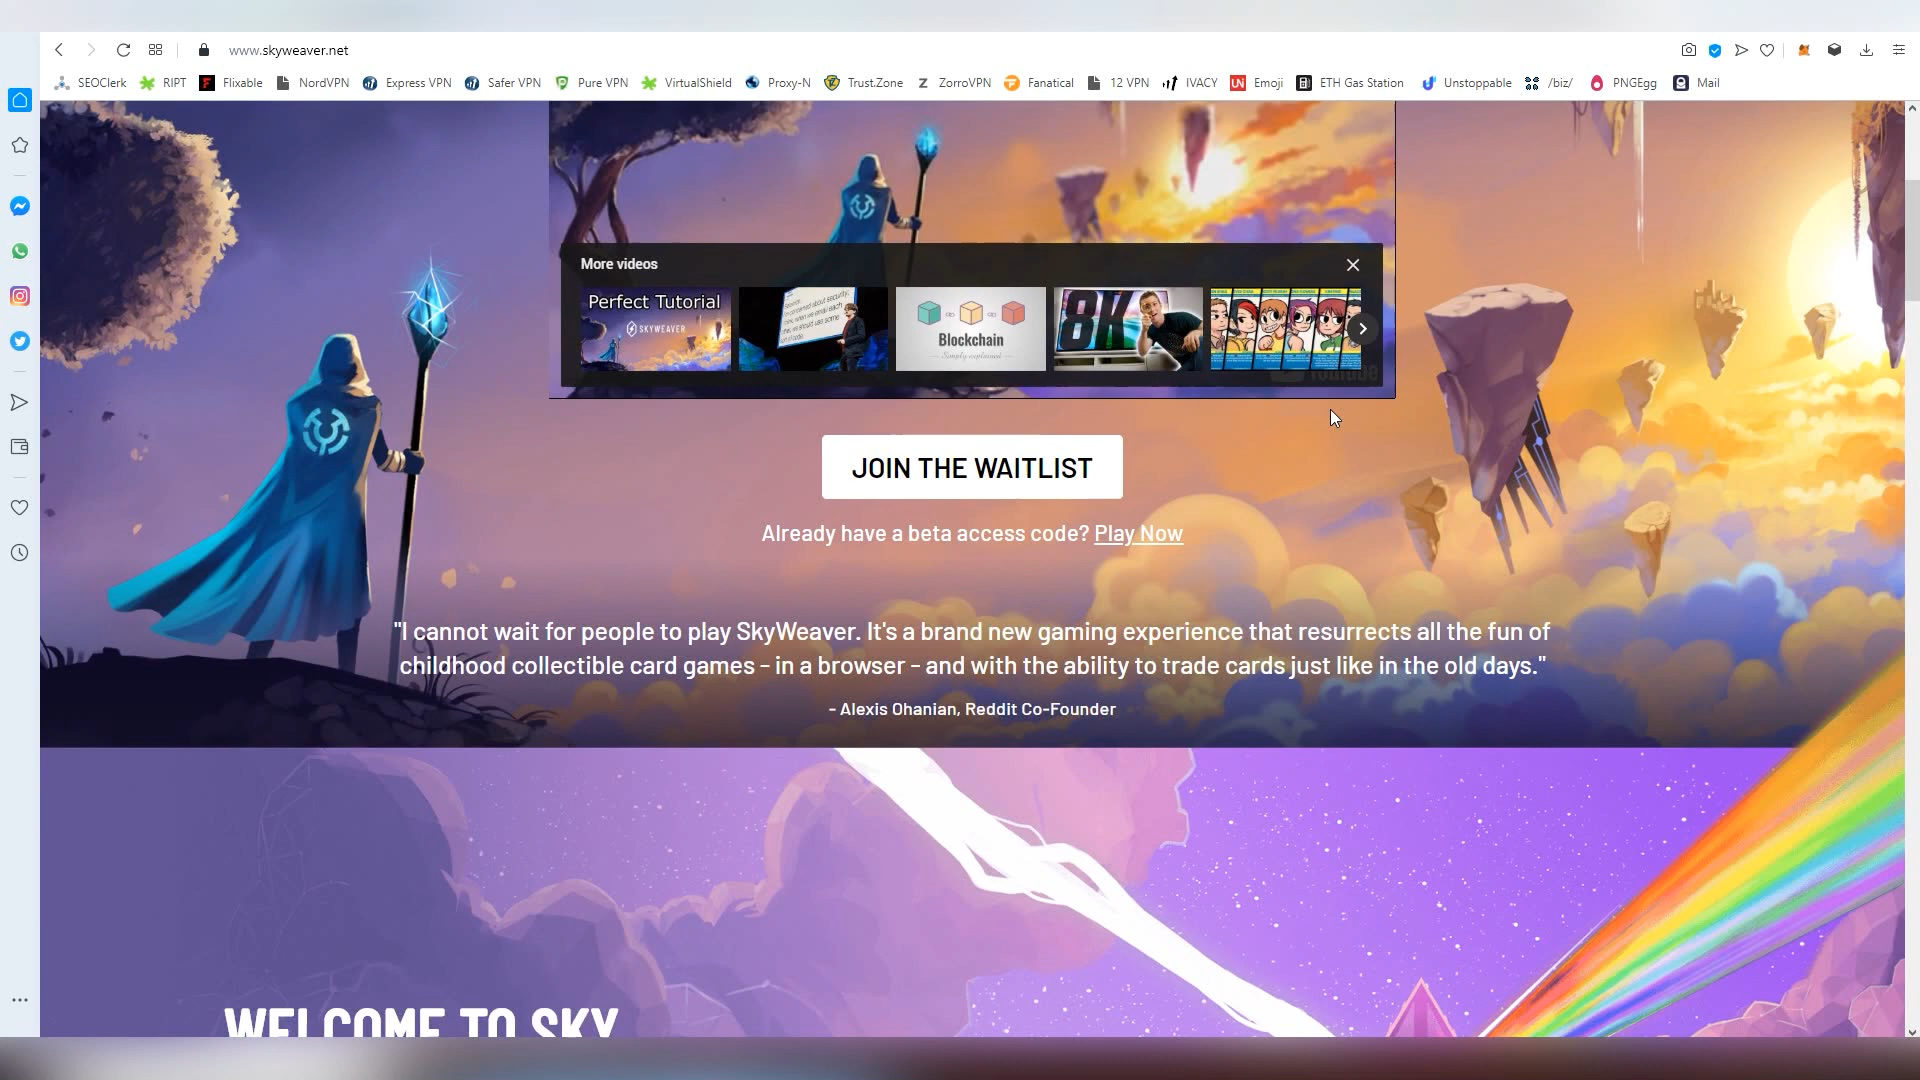 www.skyweaver.net
SEOClerk RIPT Flixable NordVPN Express VPN Safer VPN Pure VPN VirtualShield Proxy-N Trust.Zone ZorroVPN Fanatical 12 VPN IVACY Emoji ETH Gas Station Unstoppable /biz/ PNGEgg Mail
More videos
Perfect Tutorial
SKYWEAVER
Blockchain
Simply explained
8K
JOIN THE WAITLIST
Already have a beta access code? Play Now
"I cannot wait for people to play SkyWeaver. It's a brand new gaming experience that resurrects all the fun of
childhood collectible card games - in a browser - and with the ability to trade cards just like in the old days."
- Alexis Ohanian, Reddit Co-Founder
WELCOME TO SKY